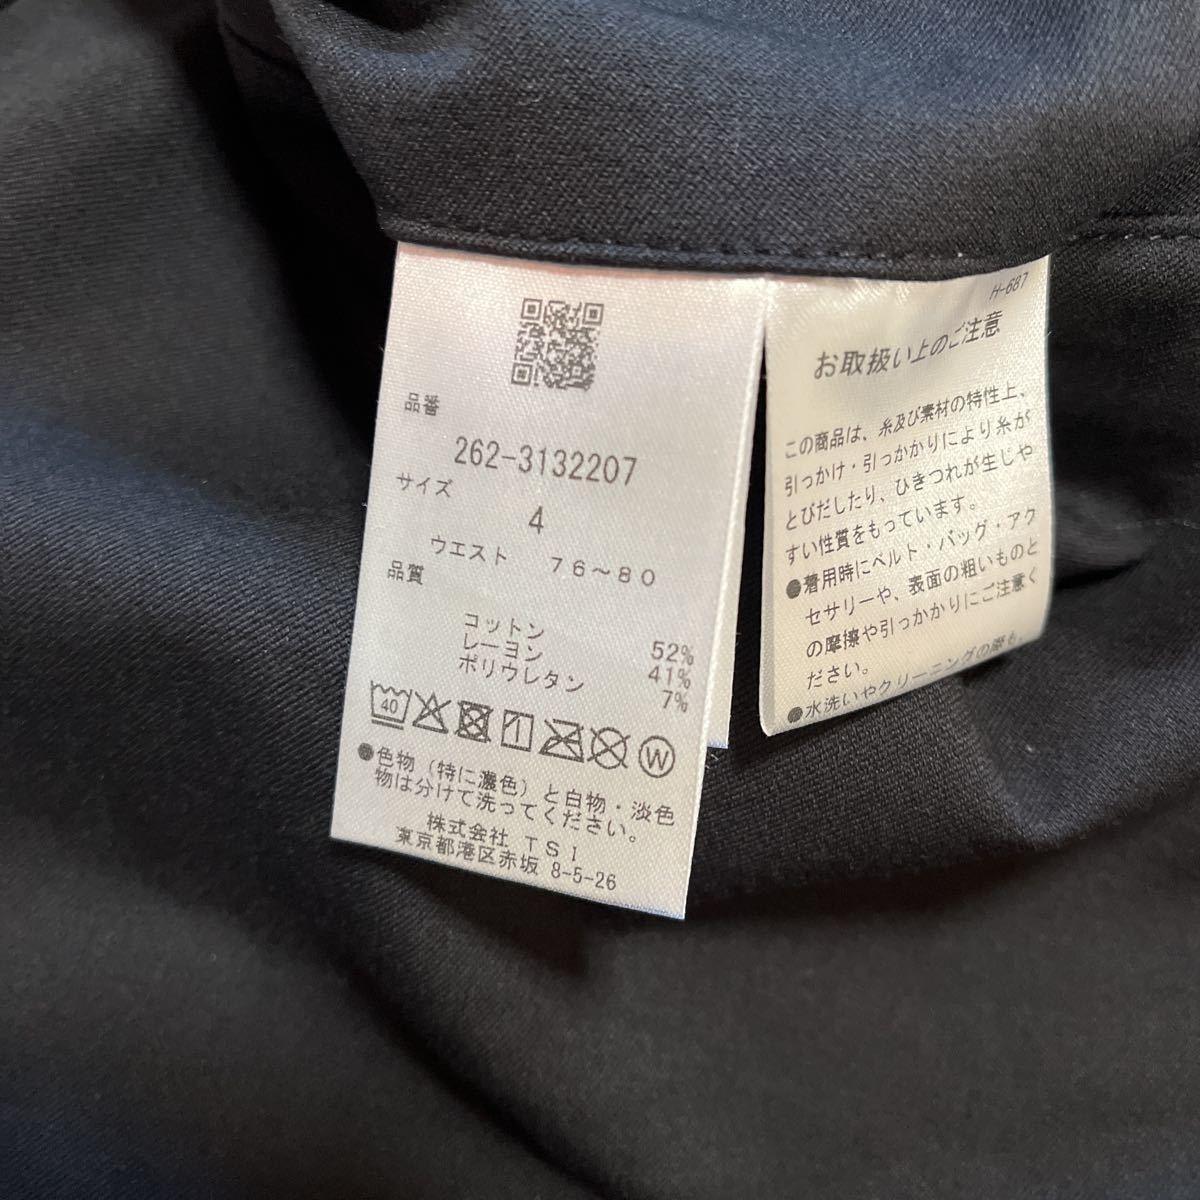 品番
262-3132207
サイズ
4
ウエスト 76~80
品質
コットン 52%
レーヨン 41%
ポリウレタン 7%
40
W
●色物(特に濃色)と白物・淡色
物は分けて洗ってください。
株式会社 TSI
東京都港区赤坂 8-5-26
H-687
お取扱い上のご注意
この商品は、糸及び素材の特性上、
引っかけ・引っかかりにより糸が
とびだしたり、ひきつれが生じや
すい性質をもっています。
●着用時にベルト・バッグ・アク
セサリーや、表面の粗いものと
の摩擦や引っかかりにご注意く
ださい。
●水洗いやクリーニングの際も、